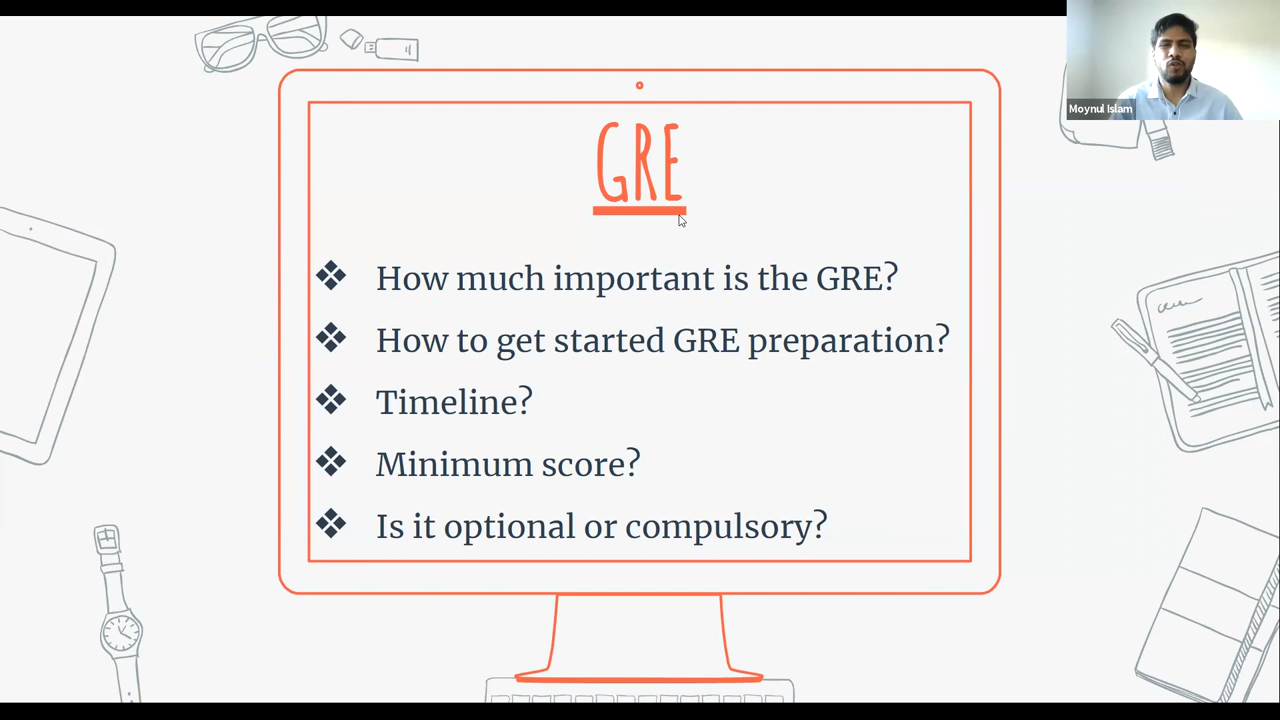 GRE
How much important is the GRE?
How to get started GRE preparation?
Timeline?
Minimum score?
Is it optional or compulsory?
Moynul Islam